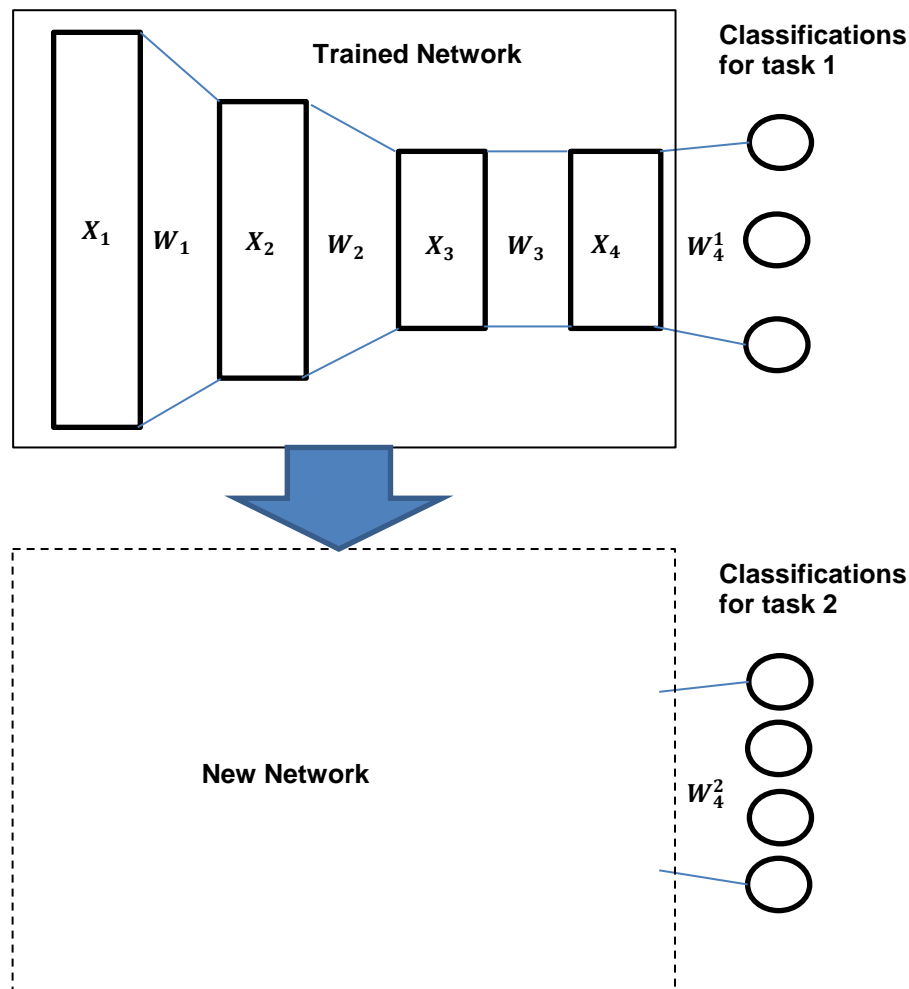 Trained Network
Classifications
for task 1
X₁
W₁
X₂
W₂
X₃
W₃
X₄
W₄¹
Classifications
for task 2
New Network
W₄²